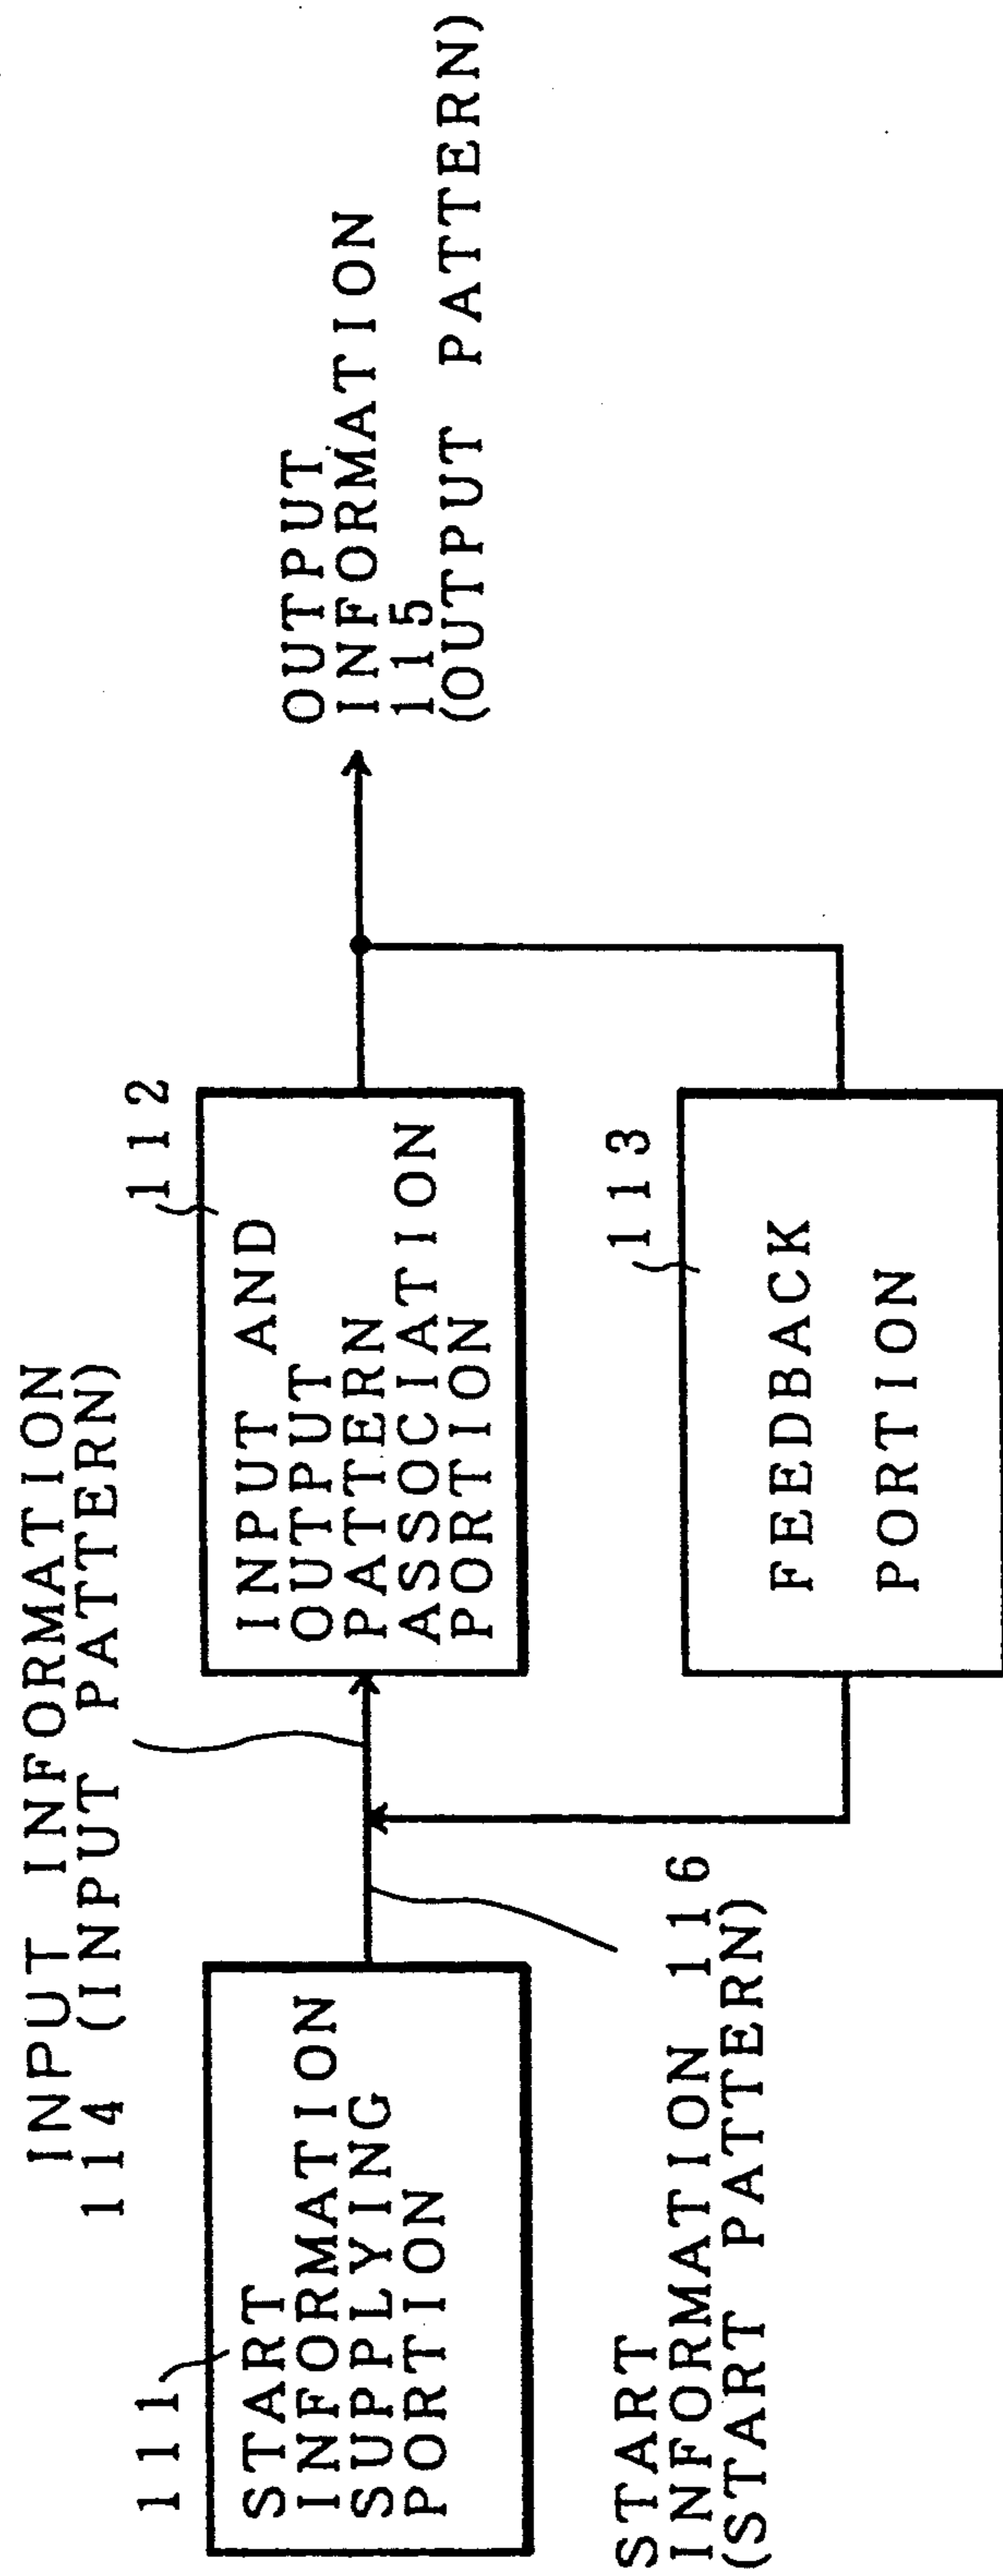 INPUT INFORMATION
114 (INPUT PATTERN)
111
START
INFORMATION
SUPPLYING
PORTION
112
INPUT AND
OUTPUT
PATTERN
ASSOCIATION
PORTION
OUTPUT
INFORMATION
115
(OUTPUT PATTERN)
START
INFORMATION 116
(START PATTERN)
113
FEEDBACK
PORTION